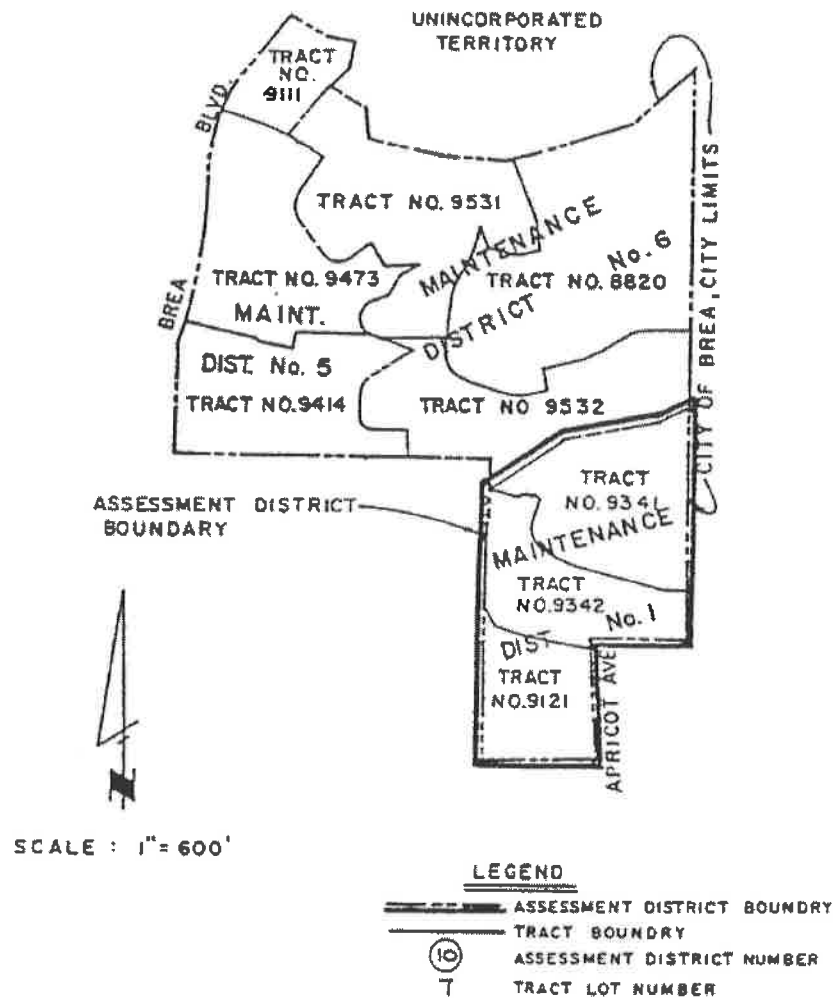 UNINCORPORATED
TERRITORY
TRACT
NO.
9111
BLVD.
TRACT NO. 9531
MAINTENANCE
No. 6
TRACT NO. 9473
TRACT NO. 8820
BREA
MAINT.
DISTRICT
CITY OF BREA, CITY LIMITS
DIST. No. 5
TRACT NO. 9414
TRACT NO 9532
TRACT
NO. 9341
ASSESSMENT DISTRICT
BOUNDARY
MAINTENANCE
TRACT
NO. 9342
No. 1
DIST
TRACT
NO. 9121
APRICOT AVE
N
SCALE : 1"= 600'
LEGEND
ASSESSMENT DISTRICT BOUNDRY
TRACT BOUNDRY
10 ASSESSMENT DISTRICT NUMBER
7 TRACT LOT NUMBER